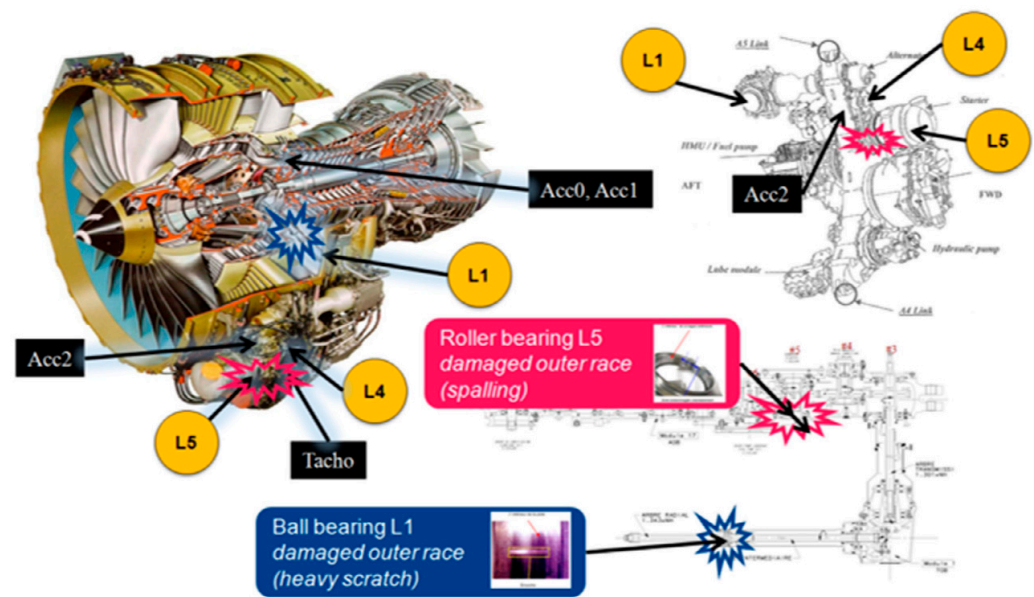 L1
A5 Link
L4
Starter
HMU / Fuel pump
L5
Acc0, Acc1
Acc2
AFT
FWD
L1
Hydraulic pump
Lube module
A4 Link
Acc2
L4
L5
Tacho
Roller bearing L5
damaged outer race
(spalling)
Ball bearing L1
damaged outer race
(heavy scratch)